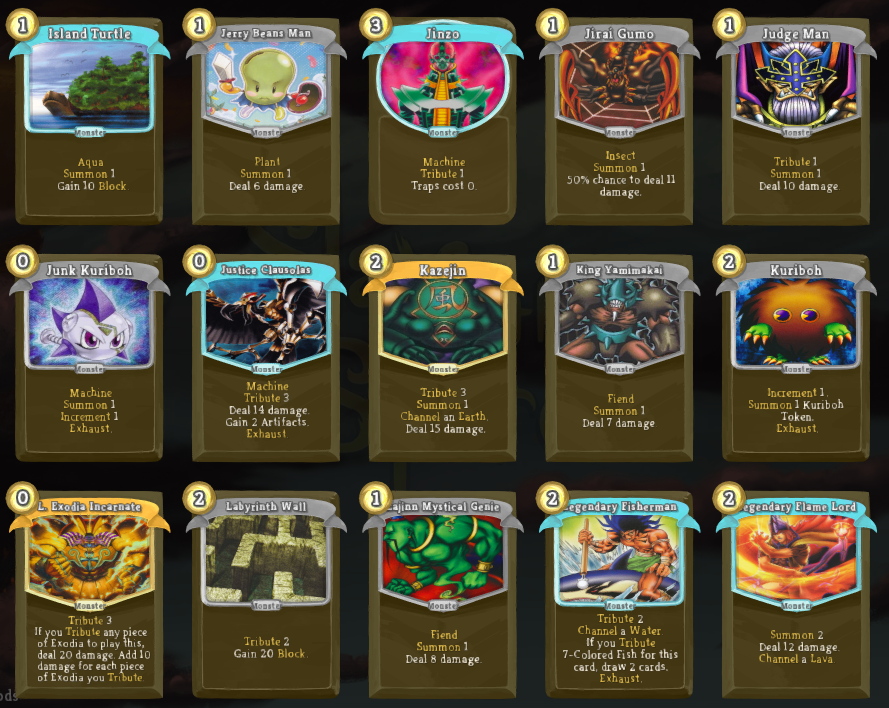 1
Island Turtle
Monster
Aqua
Summon 1
Gain 10 Block.
1
Jerry Beans Man
Monster
Plant
Summon 1
Deal 6 damage
3
Jinzo
Monster
Machine
Tribute 1
Traps cost 0.
1
Jirai Gumo
Monster
Insect
Summon 1
50% chance to deal 11
damage.
1
Judge Man
Monster
Tribute 1
Summon 1
Deal 10 damage.
0
Junk Kuriboh
Monster
Machine
Summon 1
Increment 1
Exhaust.
0
Justice Clausolas
Monster
Machine
Tribute 3
Deal 14 damage.
Gain 2 Artifacts.
Exhaust.
2
Kazejin
風
Monster
Tribute 3
Summon 1
Channel an Earth.
Deal 15 damage.
1
King Yamimakai
Monster
Fiend
Summon 1
Deal 7 damage
2
Kuriboh
Monster
Increment 1.
Summon 1 Kuriboh
Token.
Exhaust.
0
L. Exodia Incarnate
Monster
Tribute 3
If you Tribute any piece
of Exodia to play this,
deal 20 damage. Add 10
damage for each piece
of Exodia you Tribute.
2
Labyrinth Wall
Monster
Tribute 2
Gain 20 Block.
1
ajinn Mystical Genie
Monster
Fiend
Summon 1
Deal 8 damage.
2
egendary Fisherman
Monster
Tribute 2
Channel a Water
If you Tribute
7-Colored Fish for this
card, draw 2 cards.
Exhaust.
2
egendary Flame Lord
Monster
Summon 2
Deal 12 damage.
Channel a Lava
ods